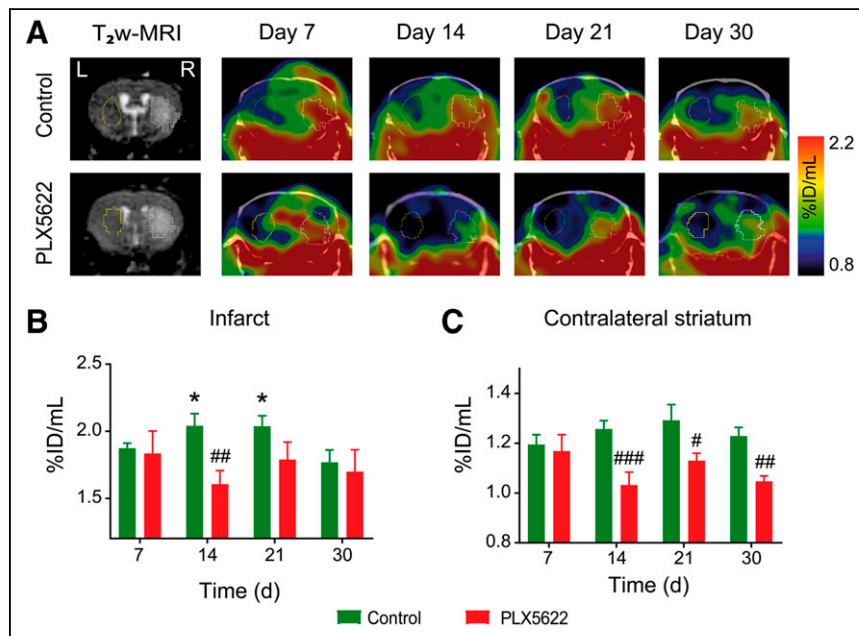 A T₂w-MRI Day 7 Day 14 Day 21 Day 30
L R
Control
PLX5622
2.2
%ID/mL
0.8
B Infarct
%ID/mL
2.5
2.0
1.5
* *
##
7 14 21 30
Time (d)
C Contralateral striatum
%ID/mL
1.4
1.2
1.0
0.8
### # ##
7 14 21 30
Time (d)
Control PLX5622